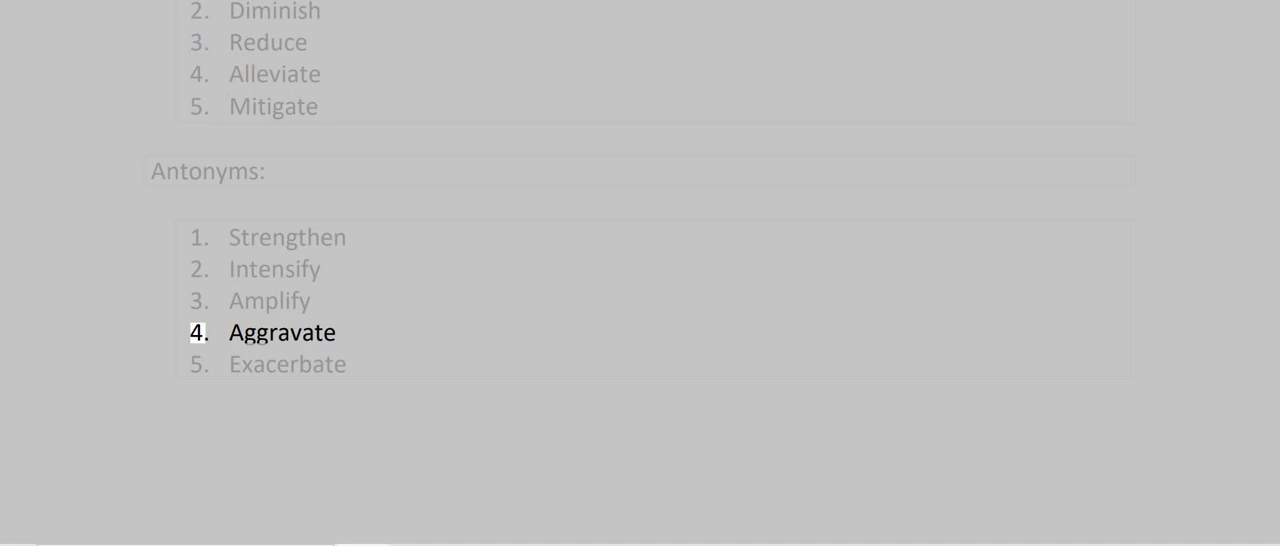 2. Diminish
3. Reduce
4. Alleviate
5. Mitigate
Antonyms:
1. Strengthen
2. Intensify
3. Amplify
4. Aggravate
5. Exacerbate